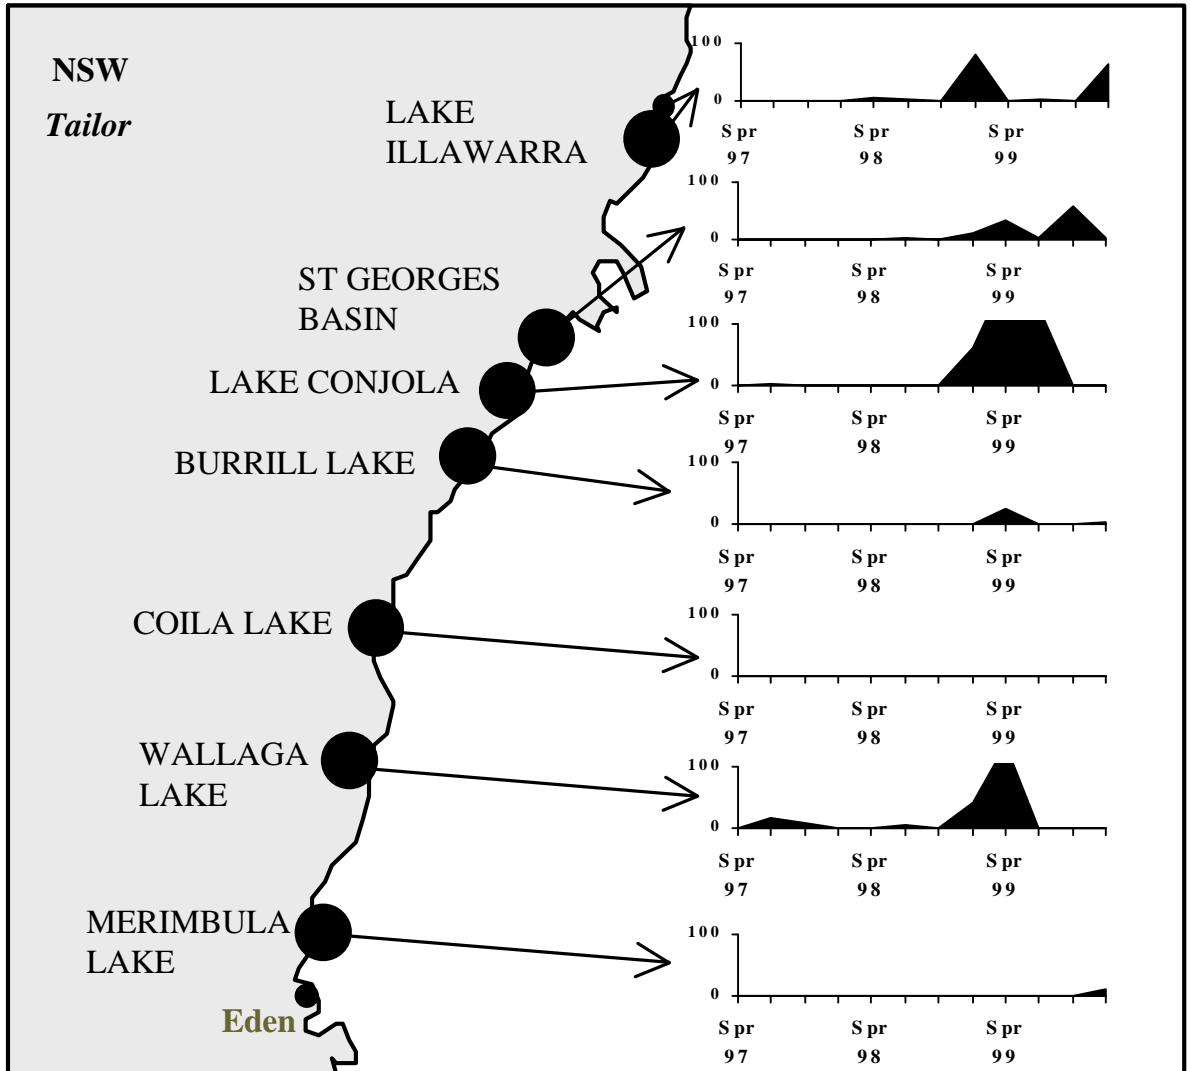 NSW
Tailor
LAKE
ILLAWARRA
100
0
Spr Spr Spr
97 98 99
ST GEORGES
BASIN
100
0
Spr Spr Spr
97 98 99
LAKE CONJOLA
100
0
Spr Spr Spr
97 98 99
BURRILL LAKE
100
0
Spr Spr Spr
97 98 99
COILA LAKE
100
0
Spr Spr Spr
97 98 99
WALLAGA
LAKE
100
0
Spr Spr Spr
97 98 99
MERIMBULA
LAKE
100
0
Spr Spr Spr
97 98 99
Eden